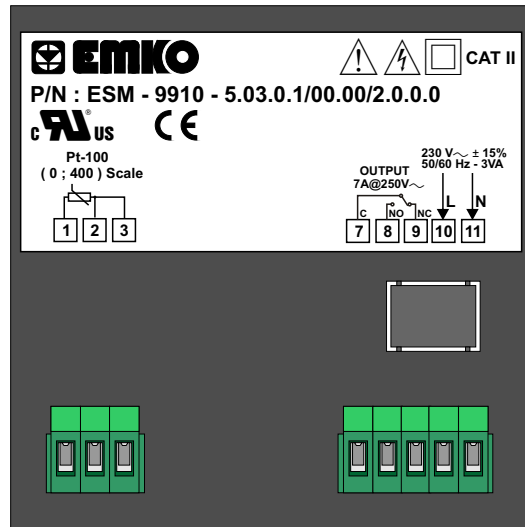 EMKO
CAT II
P/N : ESM - 9910 - 5.03.0.1/00.00/2.0.0.0
c RU ® US CE
Pt-100
( 0 ; 400 ) Scale
1 2 3
OUTPUT
7A@250V～
230 V～ ± 15%
50/60 Hz - 3VA
L N
C NO NC
7 8 9 10 11